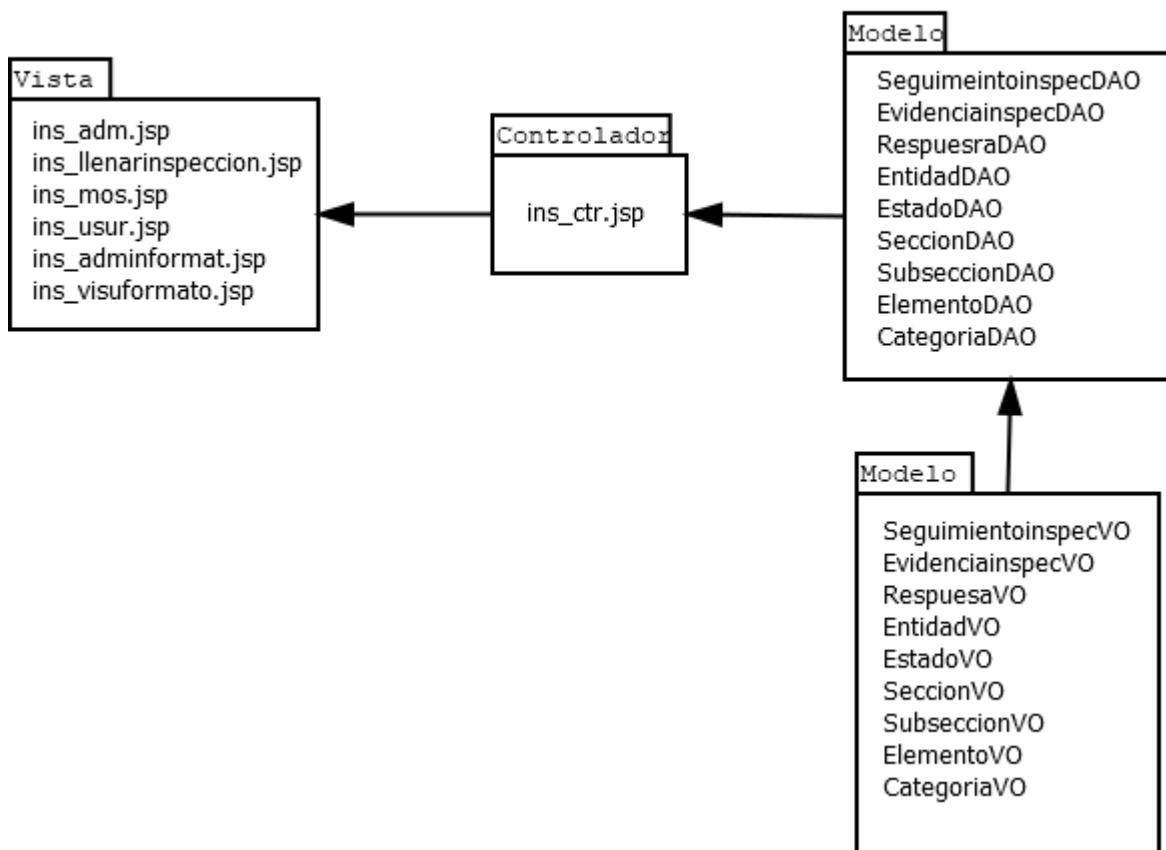 Vista
ins_adm.jsp
ins_llenarinspeccion.jsp
ins_mos.jsp
ins_usur.jsp
ins_adminformat.jsp
ins_visuformato.jsp
Controlador
ins_ctr.jsp
Modelo
SeguimeintoinspecDAO
EvidenciainspecDAO
RespuesraDAO
EntidadDAO
EstadoDAO
SeccionDAO
SubseccionDAO
ElementoDAO
CategoriaDAO
Modelo
SeguimientoinspecVO
EvidenciainspecVO
RespuesaVO
EntidadVO
EstadoVO
SeccionVO
SubseccionVO
ElementoVO
CategoriaVO